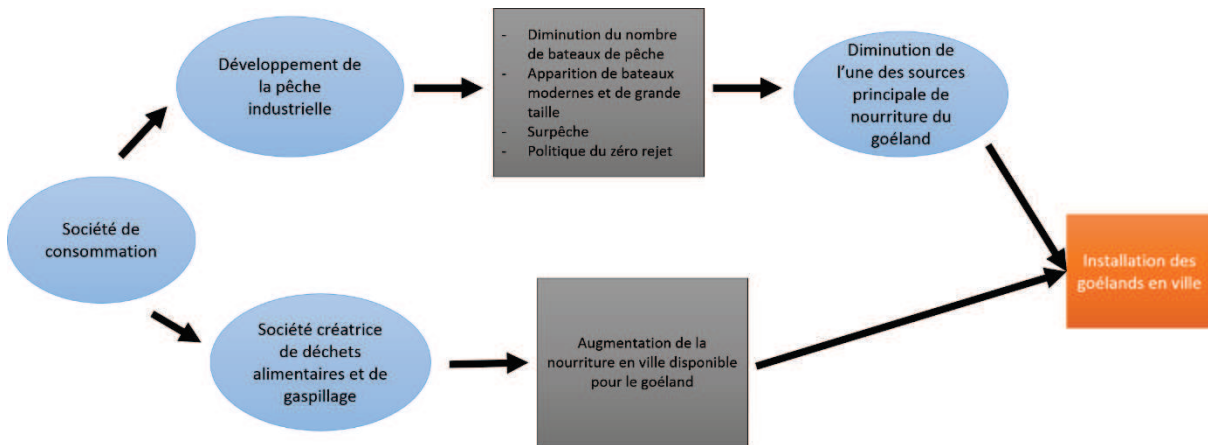 Société de
consommation
Développement de
la pêche
industrielle
- Diminution du nombre
de bateaux de pêche
- Apparition de bateaux
modernes et de grande
taille
- Surpêche
- Politique du zéro rejet
Diminution de
l'une des sources
principale de
nourriture du
goéland
Société créatrice
de déchets
alimentaires et de
gaspillage
Augmentation de la
nourriture en ville disponible
pour le goéland
Installation des
goélands en ville